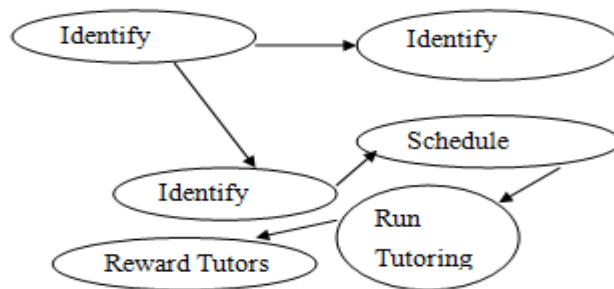 Identify
Identify
Schedule
Identify
Run
Tutoring
Reward Tutors